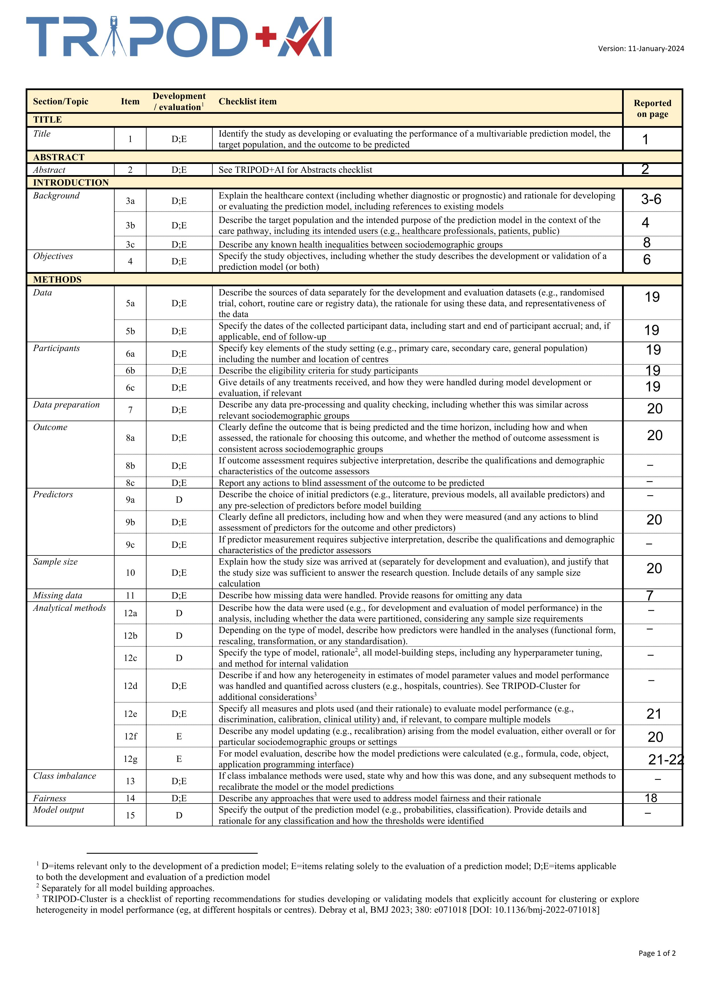 TRIPOD+AI
Version: 11-January-2024
Section/Topic Item Development / evaluation1 Checklist item Reported on page
TITLE
Title 1 D;E Identify the study as developing or evaluating the performance of a multivariable prediction model, the
target population, and the outcome to be predicted 1
ABSTRACT
Abstract 2 D;E See TRIPOD+AI for Abstracts checklist 2
INTRODUCTION
Background 3a D;E Explain the healthcare context (including whether diagnostic or prognostic) and rationale for developing
or evaluating the prediction model, including references to existing models 3-6
3b D;E Describe the target population and the intended purpose of the prediction model in the context of the
care pathway, including its intended users (e.g., healthcare professionals, patients, public) 4
3c D;E Describe any known health inequalities between sociodemographic groups 8
Objectives 4 D;E Specify the study objectives, including whether the study describes the development or validation of a
prediction model (or both) 6
METHODS
Data 5a D;E Describe the sources of data separately for the development and evaluation datasets (e.g., randomised
trial, cohort, routine care or registry data), the rationale for using these data, and representativeness of
the data 19
5b D;E Specify the dates of the collected participant data, including start and end of participant accrual; and, if
applicable, end of follow-up 19
Participants 6a D;E Specify key elements of the study setting (e.g., primary care, secondary care, general population)
including the number and location of centres 19
6b D;E Describe the eligibility criteria for study participants 19
6c D;E Give details of any treatments received, and how they were handled during model development or
evaluation, if relevant 19
Data preparation 7 D;E Describe any data pre-processing and quality checking, including whether this was similar across
relevant sociodemographic groups 20
Outcome 8a D;E Clearly define the outcome that is being predicted and the time horizon, including how and when
assessed, the rationale for choosing this outcome, and whether the method of outcome assessment is
consistent across sociodemographic groups 20
8b D;E If outcome assessment requires subjective interpretation, describe the qualifications and demographic
characteristics of the outcome assessors –
8c D;E Report any actions to blind assessment of the outcome to be predicted –
Predictors 9a D Describe the choice of initial predictors (e.g., literature, previous models, all available predictors) and
any pre-selection of predictors before model building –
9b D;E Clearly define all predictors, including how and when they were measured (and any actions to blind
assessment of predictors for the outcome and other predictors) 20
9c D;E If predictor measurement requires subjective interpretation, describe the qualifications and demographic
characteristics of the predictor assessors –
Sample size 10 D;E Explain how the study size was arrived at (separately for development and evaluation), and justify that
the study size was sufficient to answer the research question. Include details of any sample size
calculation 20
Missing data 11 D;E Describe how missing data were handled. Provide reasons for omitting any data 7
Analytical methods 12a D Describe how the data were used (e.g., for development and evaluation of model performance) in the
analysis, including whether the data were partitioned, considering any sample size requirements –
12b D Depending on the type of model, describe how predictors were handled in the analyses (functional form,
rescaling, transformation, or any standardisation). –
12c D Specify the type of model, rationale2, all model-building steps, including any hyperparameter tuning,
and method for internal validation –
12d D;E Describe if and how any heterogeneity in estimates of model parameter values and model performance
was handled and quantified across clusters (e.g., hospitals, countries). See TRIPOD-Cluster for
additional considerations3 –
12e D;E Specify all measures and plots used (and their rationale) to evaluate model performance (e.g.,
discrimination, calibration, clinical utility) and, if relevant, to compare multiple models 21
12f E Describe any model updating (e.g., recalibration) arising from the model evaluation, either overall or for
particular sociodemographic groups or settings 20
12g E For model evaluation, describe how the model predictions were calculated (e.g., formula, code, object,
application programming interface) 21-22
Class imbalance 13 D;E If class imbalance methods were used, state why and how this was done, and any subsequent methods to
recalibrate the model or the model predictions –
Fairness 14 D;E Describe any approaches that were used to address model fairness and their rationale 18
Model output 15 D Specify the output of the prediction model (e.g., probabilities, classification). Provide details and
rationale for any classification and how the thresholds were identified –
1 D=items relevant only to the development of a prediction model; E=items relating solely to the evaluation of a prediction model; D;E=items applicable
to both the development and evaluation of a prediction model
2 Separately for all model building approaches.
3 TRIPOD-Cluster is a checklist of reporting recommendations for studies developing or validating models that explicitly account for clustering or explore
heterogeneity in model performance (eg, at different hospitals or centres). Debray et al, BMJ 2023; 380: e071018 [DOI: 10.1136/bmj-2022-071018]
Page 1 of 2